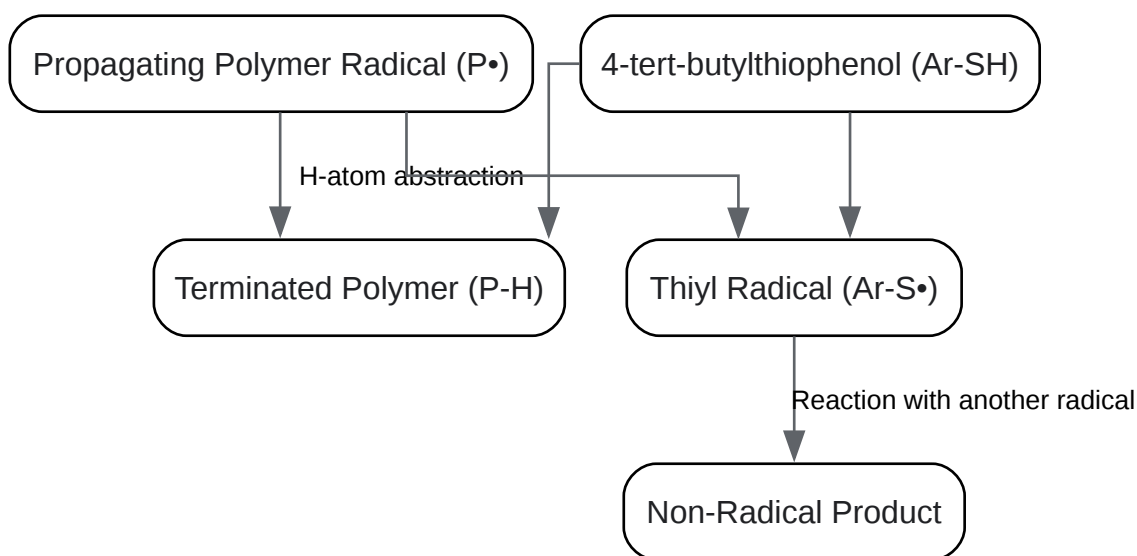 Propagating Polymer Radical (P•)
4-tert-butylthiophenol (Ar-SH)
H-atom abstraction
Terminated Polymer (P-H)
Thiyl Radical (Ar-S•)
Reaction with another radical
Non-Radical Product